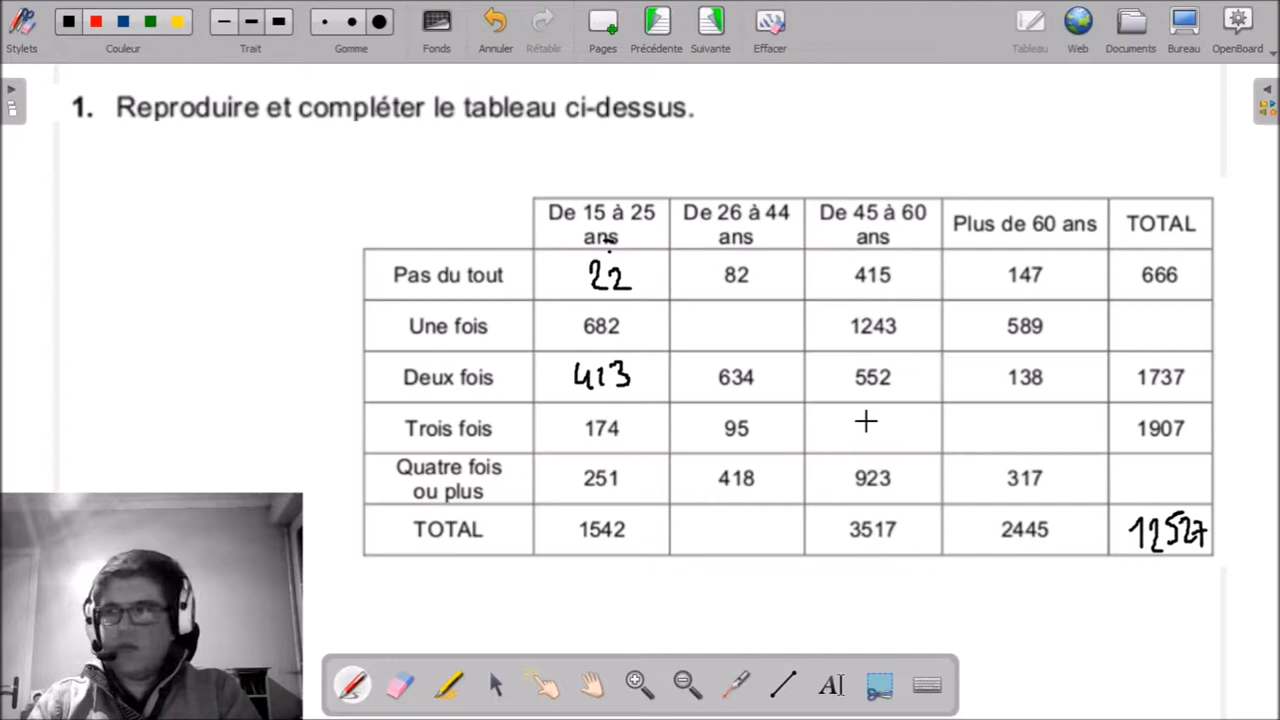 Stylets Couleur Trait Gomme Fonds Annuler Rétablir Pages Précédente Suivante Effacer Tableau Web Documents Bureau OpenBoard
1. Reproduire et compléter le tableau ci-dessus.
De 15 à 25 ans De 26 à 44 ans De 45 à 60 ans Plus de 60 ans TOTAL
Pas du tout 22 82 415 147 666
Une fois 682 1243 589
Deux fois 413 634 552 138 1737
Trois fois 174 95 1907
Quatre fois ou plus 251 418 923 317
TOTAL 1542 3517 2445 12527
AI